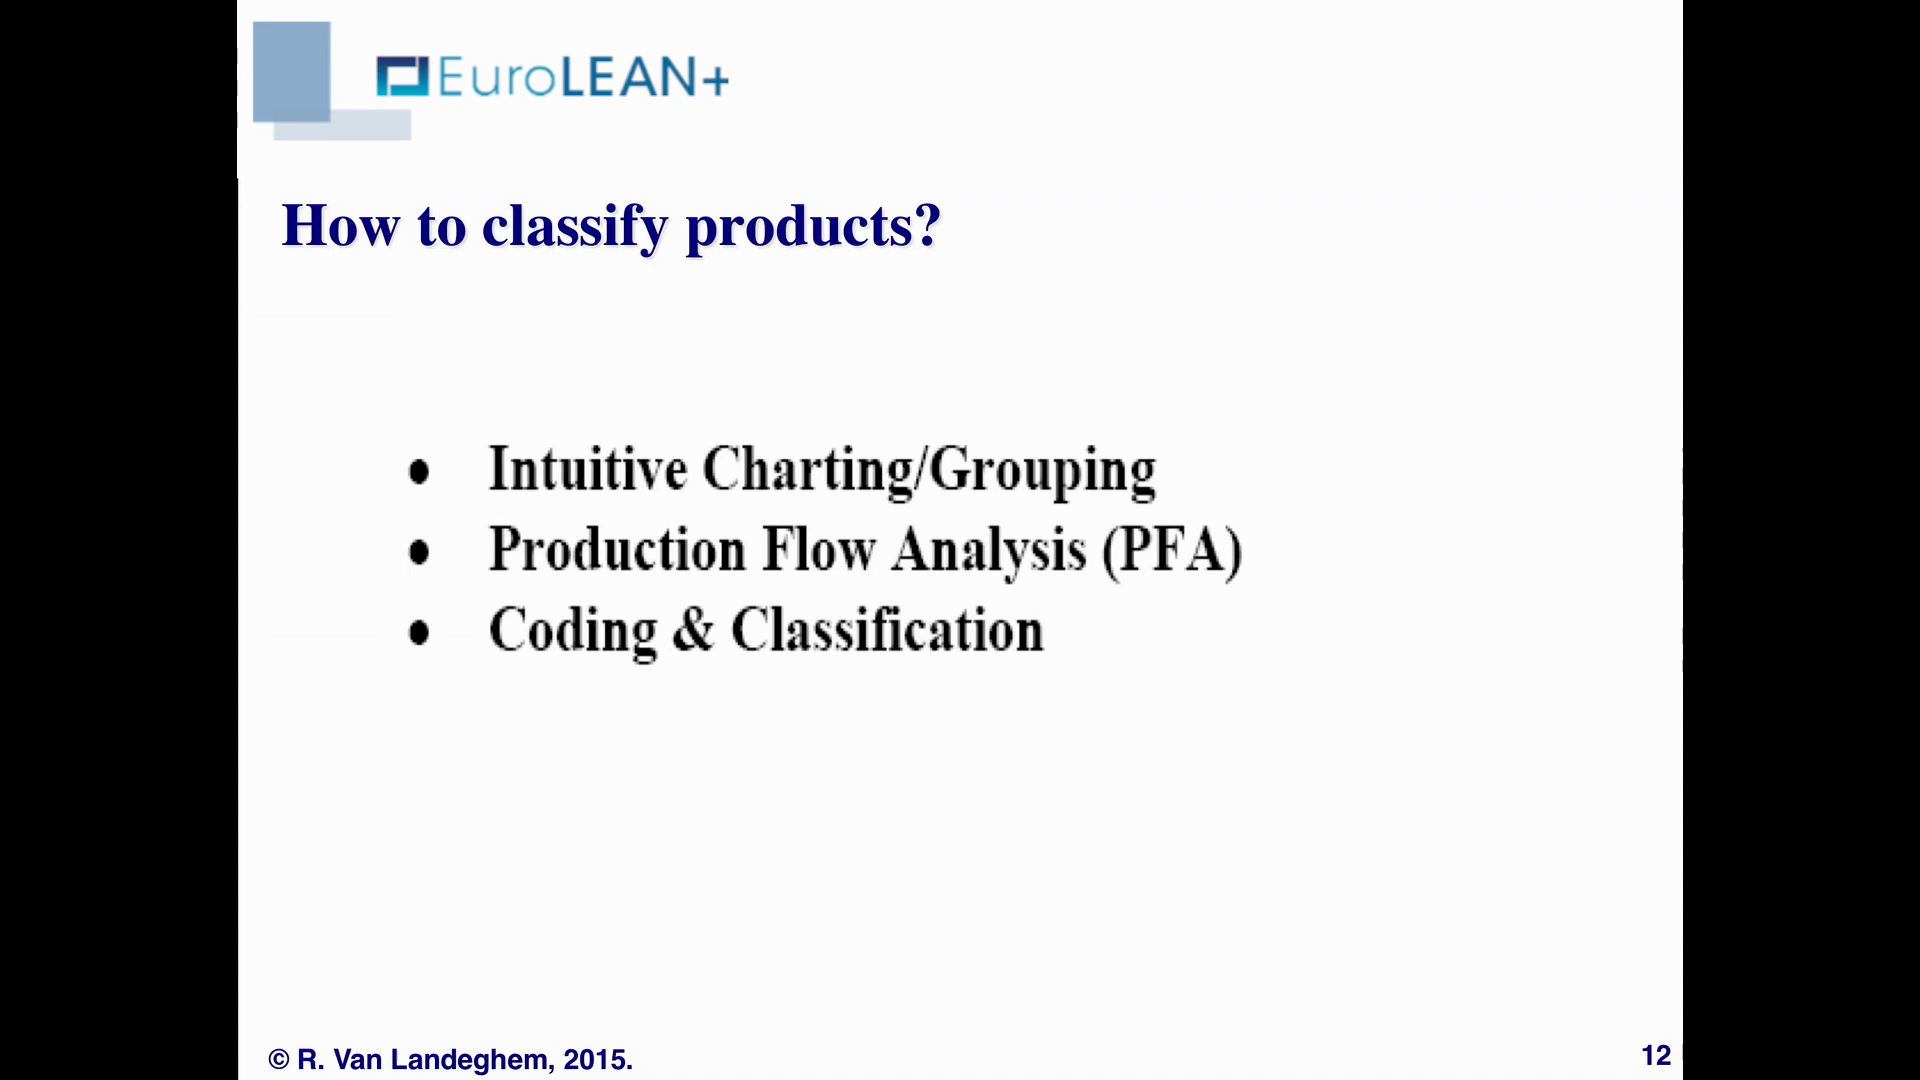 EuroLEAN+
How to classify products?
• Intuitive Charting/Grouping
• Production Flow Analysis (PFA)
• Coding & Classification
© R. Van Landeghem, 2015.
12